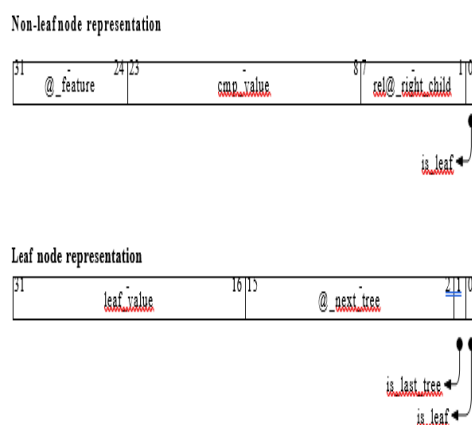 Non-leaf node representation
31 - 24 23 - 8 7 - 1 0
@_feature cmp_value rel@_right_child
is_leaf
Leaf node representation
31 - 16 15 - 2 1 0
leaf_value @_next_tree
is_last_tree
is_leaf